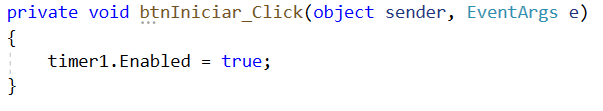 private void btnIniciar_Click(object sender, EventArgs e)
{
    timer1.Enabled = true;
}